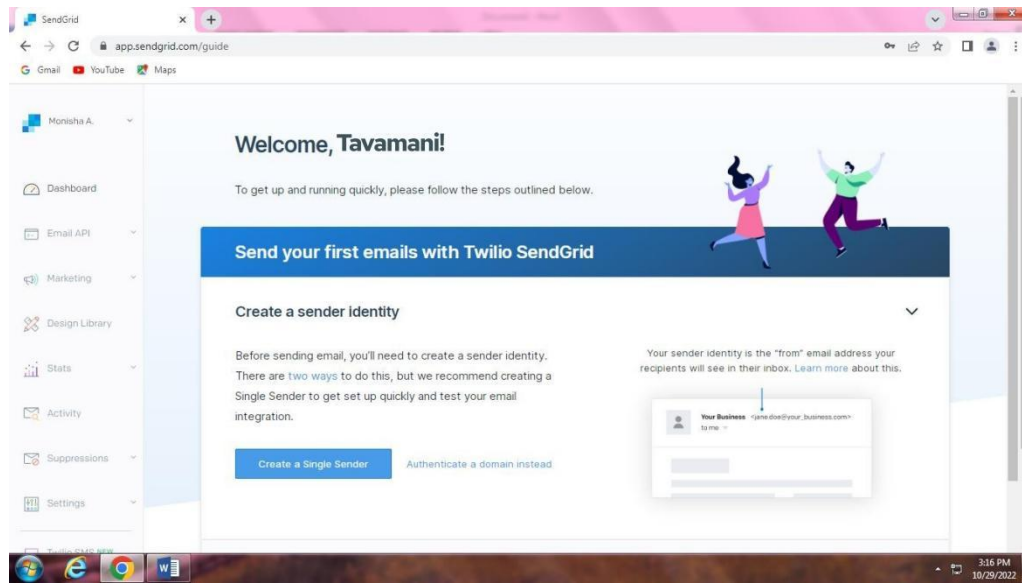 SendGrid
app.sendgrid.com/guide
Gmail YouTube Maps
Monisha A.
Dashboard
Email API
Marketing
Design Library
Stats
Activity
Suppressions
Settings
Twilio SMS NEW
Welcome, Tavamani!
To get up and running quickly, please follow the steps outlined below.
Send your first emails with Twilio SendGrid
Create a sender identity
Before sending email, you'll need to create a sender identity.
There are two ways to do this, but we recommend creating a
Single Sender to get set up quickly and test your email
integration.
Create a Single Sender Authenticate a domain instead
Your sender identity is the "from" email address your
recipients will see in their inbox. Learn more about this.
Your Business <jane.doe@your_business.com>
to me
3:16 PM
10/29/2022